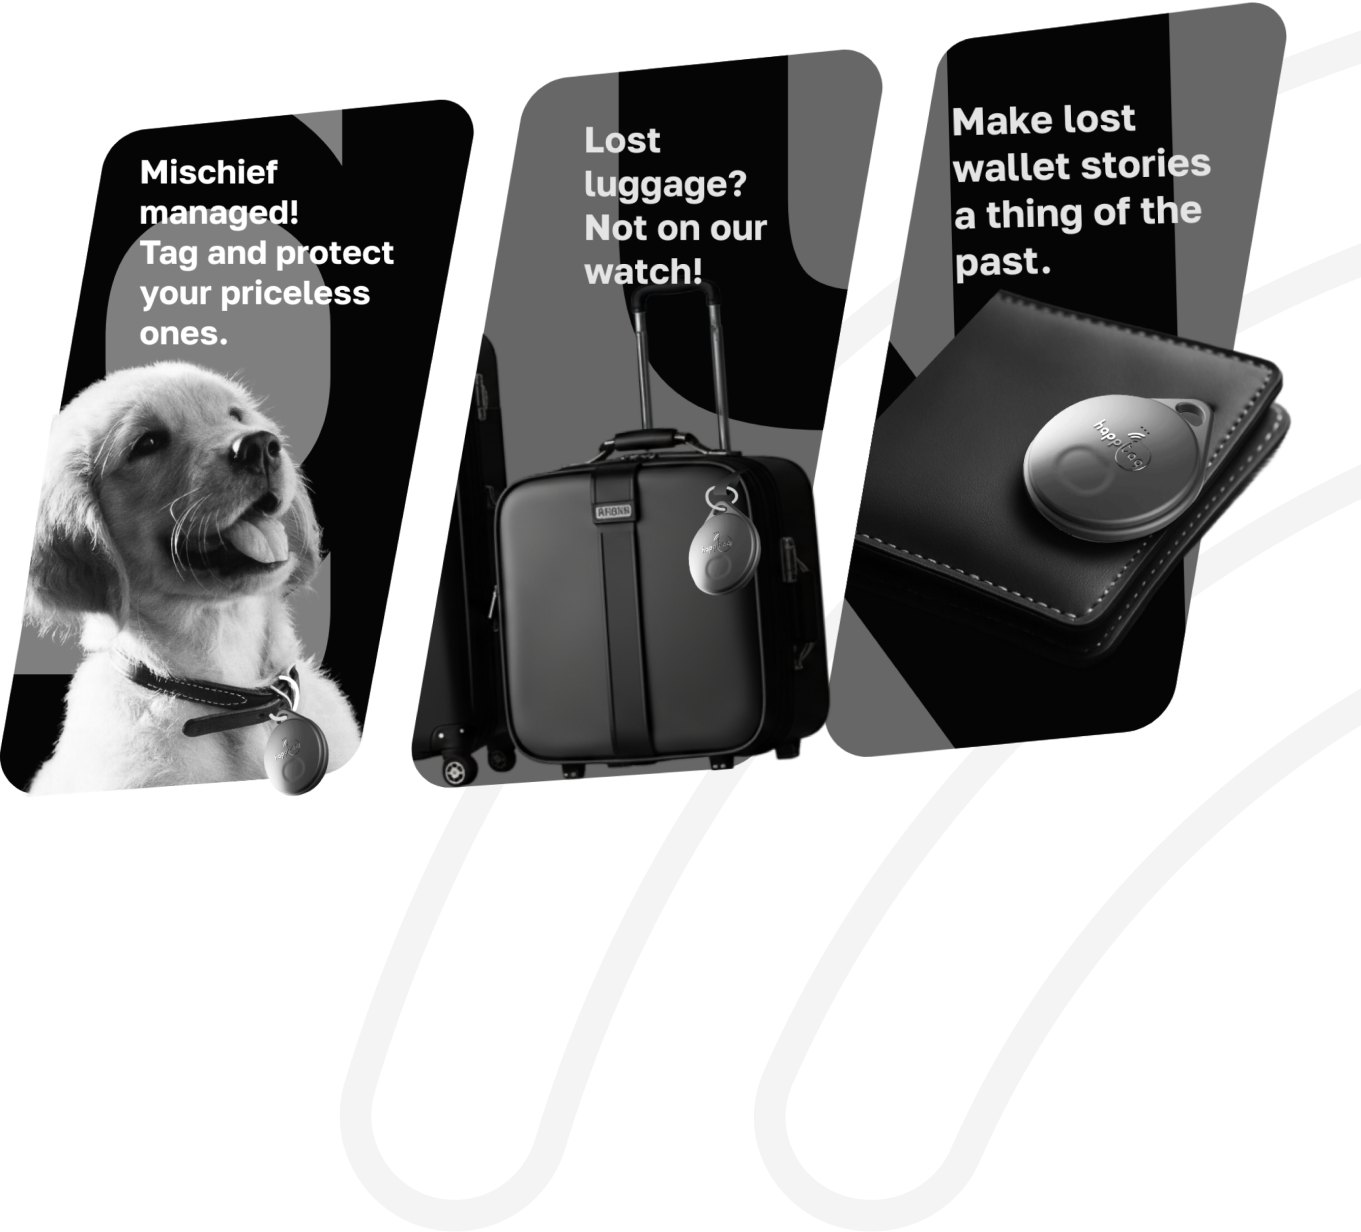 Mischief
managed!
Tag and protect
your priceless
ones.
Lost
luggage?
Not on our
watch!
Make lost
wallet stories
a thing of the
past.
happtaq